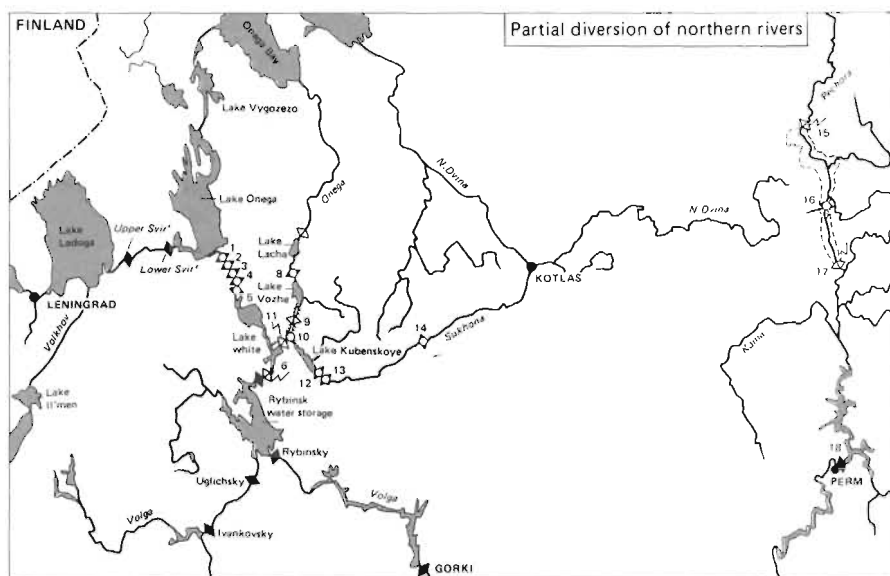 FINLAND
Partial diversion of northern rivers
Onega Bay
Lake Vygozezo
Pechora
15
N.Dvina
Onega
Lake Onega
16
N.Dvina
Lake
Ladoga
Upper Svir'
Lower Svir'
1
2
3
4
5
Lake
Lacha
8
Lake
Vozhe
17
KOTLAS
LENINGRAD
Volkhov
11
9
10
14
Sukhona
Lake
white
Lake Kubenskoye
Kama
6
12
13
Lake
Il'men
Rybinsk
water storage
Rybinsky
18
PERM
Uglichsky
Volga
Volga
Ivankovsky
GORKI